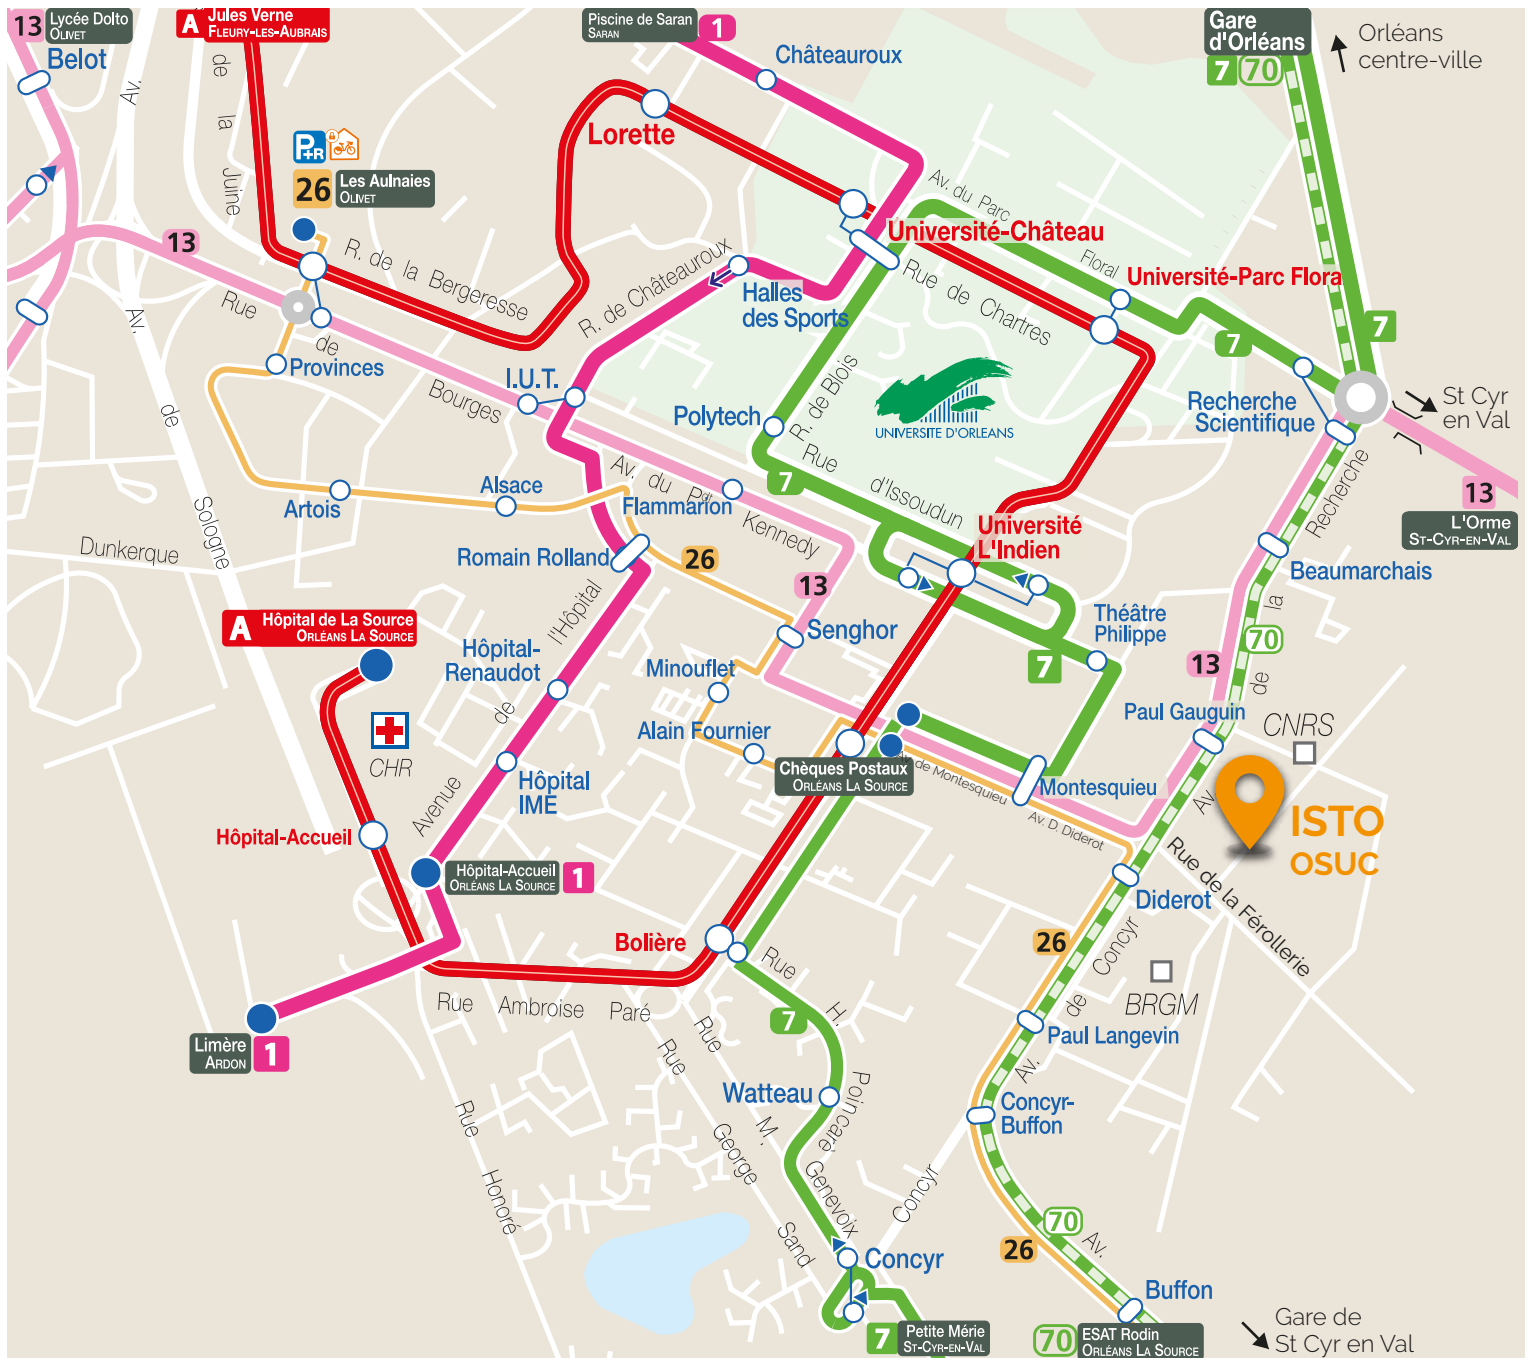 13 Lycée Dolto
OLIVET
Belot
A Jules Verne
FLEURY-LES-AUBRAIS
Piscine de Saran
SARAN
1
Châteauroux
Gare
d'Orléans
7 70
Orléans
centre-ville
Av.
de la Juine
P+R
26 Les Aulnaies
OLIVET
Lorette
Av. du Parc Floral
13
R. de la Bergeresse
R. de Châteauroux
Université-Château
Université-Parc Flora
Rue de Chartres
Halles
des Sports
Rue de Bourges
Av. de Sologne
7
7
Provinces
I.U.T.
Polytech
R. de Blois
UNIVERSITE D'ORLEANS
Recherche
Scientifique
St Cyr
en Val
Rue d'Issoudun
7
Av. du Pdt Kennedy
Artois
Alsace
Flammarion
13
L'Orme
ST-CYR-EN-VAL
Université
L'Indien
Dunkerque
Romain Rolland
26
13
Beaumarchais
A Hôpital de La Source
ORLÉANS LA SOURCE
Avenue de l'Hôpital
Senghor
Théâtre
Philippe
70
Av. de la Recherche
Hôpital-
Renaudot
Minouflet
7
13
Alain Fournier
Paul Gauguin
CNRS
CHR
Hôpital
IME
Chèques Postaux
ORLÉANS LA SOURCE
Av. de Montesquieu
Montesquieu
ISTO
OSUC
Av. D. Diderot
Hôpital-Accueil
Hôpital-Accueil
ORLÉANS LA SOURCE
1
Diderot
Rue de la Férollerie
Bolière
26
BRGM
Av. de Concyr
Rue Ambroise Paré
Rue H. Poincaré
7
Paul Langevin
Limère
ARDON
1
Watteau
Concyr-
Buffon
Rue M. Genevoix
Rue George Sand
Rue Honoré
Concyr
70
Av.
26
Concyr
Buffon
7 Petite Mérie
ST-CYR-EN-VAL
70 ESAT Rodin
ORLÉANS LA SOURCE
Gare de
St Cyr en Val